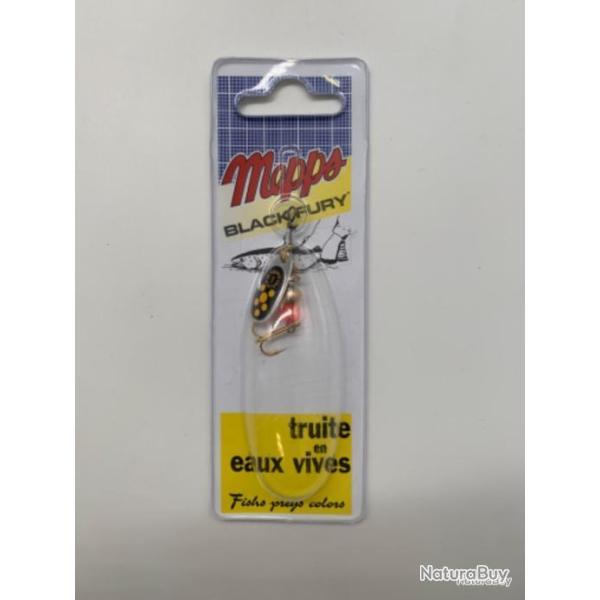 Mepps
BLACK FURY
truite
en
eaux vives
Fishs preys colors
NaturaBuy